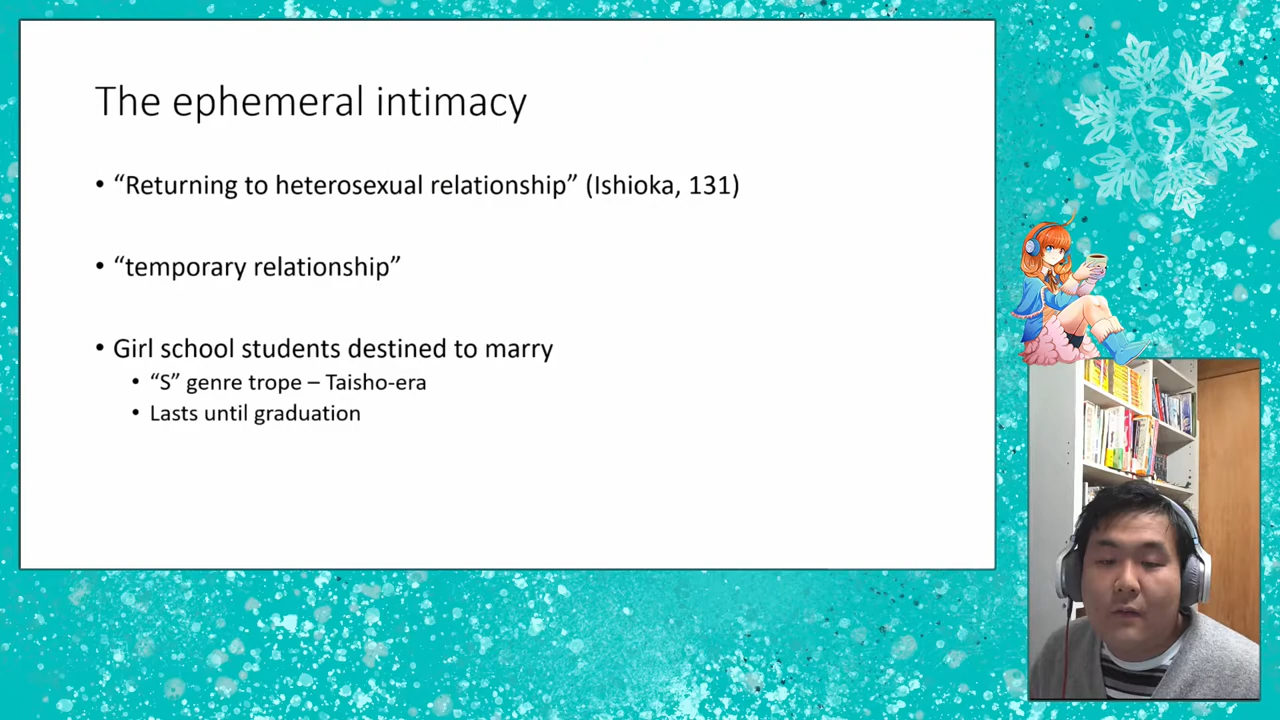 The ephemeral intimacy
• “Returning to heterosexual relationship” (Ishioka, 131)
• “temporary relationship”
• Girl school students destined to marry
• “S” genre trope – Taisho-era
• Lasts until graduation